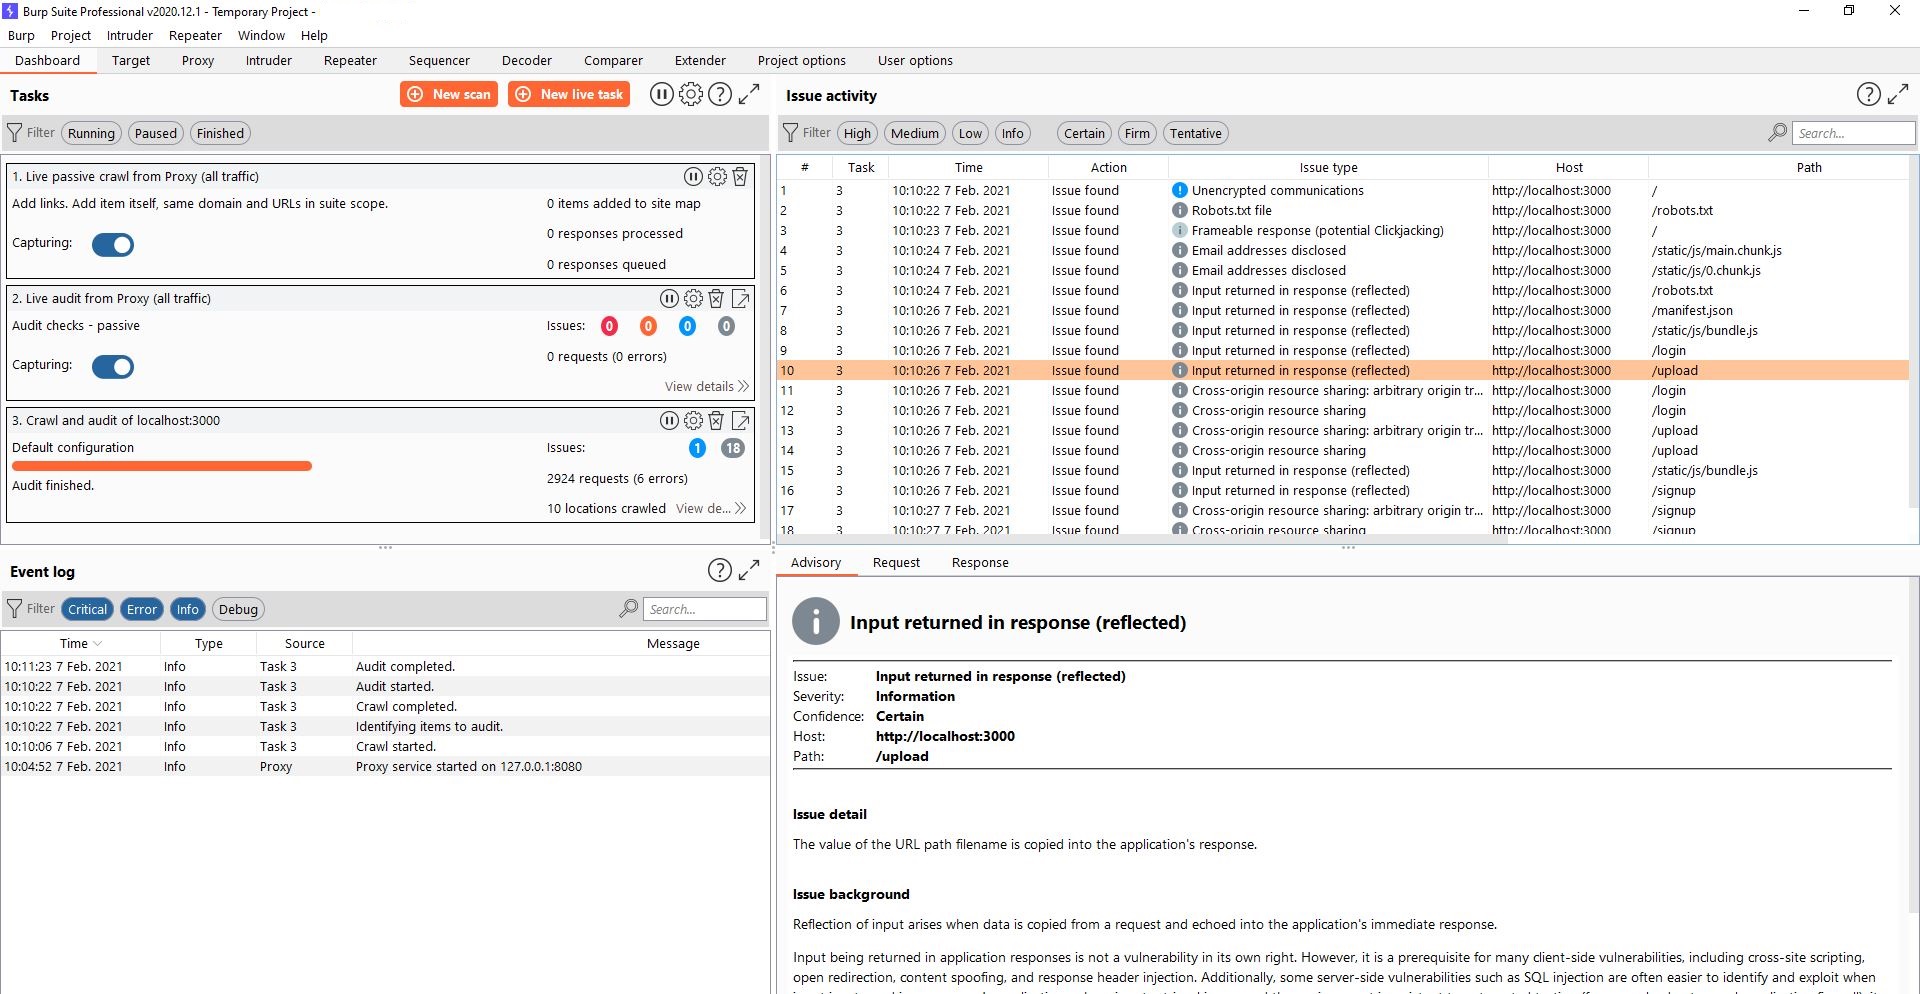 Burp Suite Professional v2020.12.1 - Temporary Project -
Burp Project Intruder Repeater Window Help
Dashboard Target Proxy Intruder Repeater Sequencer Decoder Comparer Extender Project options User options
Tasks New scan New live task
Filter Running Paused Finished
1. Live passive crawl from Proxy (all traffic)
Add links. Add item itself, same domain and URLs in suite scope. 0 items added to site map
0 responses processed
Capturing:
0 responses queued
2. Live audit from Proxy (all traffic)
Audit checks - passive Issues: 0 0 0 0
0 requests (0 errors)
Capturing:
View details
3. Crawl and audit of localhost:3000
Default configuration Issues: 1 18
2924 requests (6 errors)
Audit finished.
10 locations crawled View de...
Issue activity
Filter High Medium Low Info Certain Firm Tentative Search...
# Task Time Action Issue type Host Path
1 3 10:10:22 7 Feb. 2021 Issue found Unencrypted communications http://localhost:3000 /
2 3 10:10:22 7 Feb. 2021 Issue found Robots.txt file http://localhost:3000 /robots.txt
3 3 10:10:23 7 Feb. 2021 Issue found Frameable response (potential Clickjacking) http://localhost:3000 /
4 3 10:10:24 7 Feb. 2021 Issue found Email addresses disclosed http://localhost:3000 /static/js/main.chunk.js
5 3 10:10:24 7 Feb. 2021 Issue found Email addresses disclosed http://localhost:3000 /static/js/0.chunk.js
6 3 10:10:24 7 Feb. 2021 Issue found Input returned in response (reflected) http://localhost:3000 /robots.txt
7 3 10:10:26 7 Feb. 2021 Issue found Input returned in response (reflected) http://localhost:3000 /manifest.json
8 3 10:10:26 7 Feb. 2021 Issue found Input returned in response (reflected) http://localhost:3000 /static/js/bundle.js
9 3 10:10:26 7 Feb. 2021 Issue found Input returned in response (reflected) http://localhost:3000 /login
10 3 10:10:26 7 Feb. 2021 Issue found Input returned in response (reflected) http://localhost:3000 /upload
11 3 10:10:26 7 Feb. 2021 Issue found Cross-origin resource sharing: arbitrary origin tr... http://localhost:3000 /login
12 3 10:10:26 7 Feb. 2021 Issue found Cross-origin resource sharing http://localhost:3000 /login
13 3 10:10:26 7 Feb. 2021 Issue found Cross-origin resource sharing: arbitrary origin tr... http://localhost:3000 /upload
14 3 10:10:26 7 Feb. 2021 Issue found Cross-origin resource sharing http://localhost:3000 /upload
15 3 10:10:26 7 Feb. 2021 Issue found Input returned in response (reflected) http://localhost:3000 /static/js/bundle.js
16 3 10:10:26 7 Feb. 2021 Issue found Input returned in response (reflected) http://localhost:3000 /signup
17 3 10:10:27 7 Feb. 2021 Issue found Cross-origin resource sharing: arbitrary origin tr... http://localhost:3000 /signup
18 3 10:10:27 7 Feb. 2021 Issue found Cross-origin resource sharing http://localhost:3000 /signup
Event log
Filter Critical Error Info Debug Search...
Time Type Source Message
10:11:23 7 Feb. 2021 Info Task 3 Audit completed.
10:10:22 7 Feb. 2021 Info Task 3 Audit started.
10:10:22 7 Feb. 2021 Info Task 3 Crawl completed.
10:10:22 7 Feb. 2021 Info Task 3 Identifying items to audit.
10:10:06 7 Feb. 2021 Info Task 3 Crawl started.
10:04:52 7 Feb. 2021 Info Proxy Proxy service started on 127.0.0.1:8080
Advisory Request Response
Input returned in response (reflected)
Issue: Input returned in response (reflected)
Severity: Information
Confidence: Certain
Host: http://localhost:3000
Path: /upload
Issue detail
The value of the URL path filename is copied into the application's response.
Issue background
Reflection of input arises when data is copied from a request and echoed into the application's immediate response.
Input being returned in application responses is not a vulnerability in its own right. However, it is a prerequisite for many client-side vulnerabilities, including cross-site scripting,
open redirection, content spoofing, and response header injection. Additionally, some server-side vulnerabilities such as SQL injection are often easier to identify and exploit when